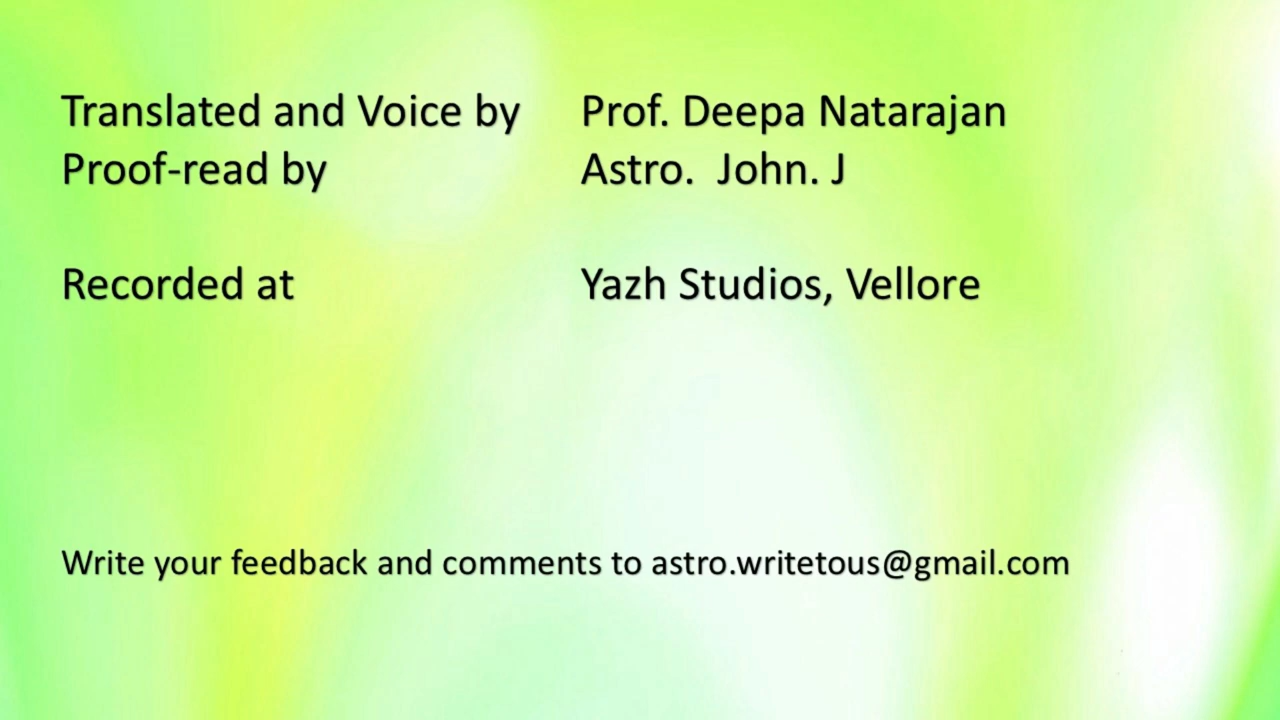 Translated and Voice by Prof. Deepa Natarajan
Proof-read by Astro. John. J
Recorded at Yazh Studios, Vellore
Write your feedback and comments to astro.writetous@gmail.com